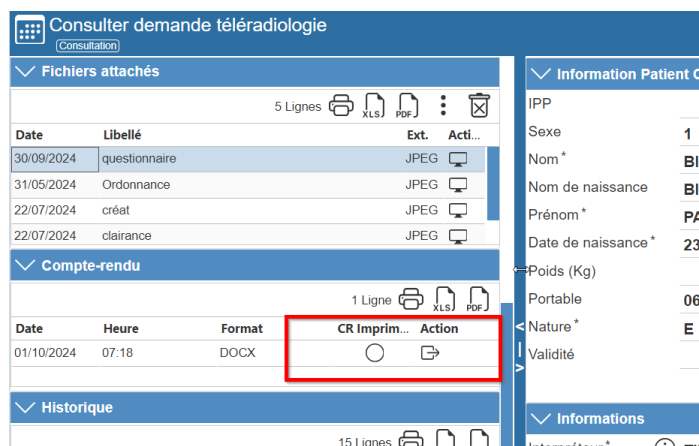 Consulter demande téléradiologie
Consultation
Fichiers attachés
5 Lignes XLS PDF
Date Libellé Ext. Acti...
30/09/2024 questionnaire JPEG
31/05/2024 Ordonnance JPEG
22/07/2024 créat JPEG
22/07/2024 clairance JPEG
Compte-rendu
1 Ligne XLS PDF
Date Heure Format CR Imprim... Action
01/10/2024 07:18 DOCX
Historique
15 Lignes
Information Patient
IPP
Sexe 1
Nom*
Nom de naissance
Prénom* PA
Date de naissance* 23
Poids (Kg)
Portable 06
Nature* E
Validité
Informations